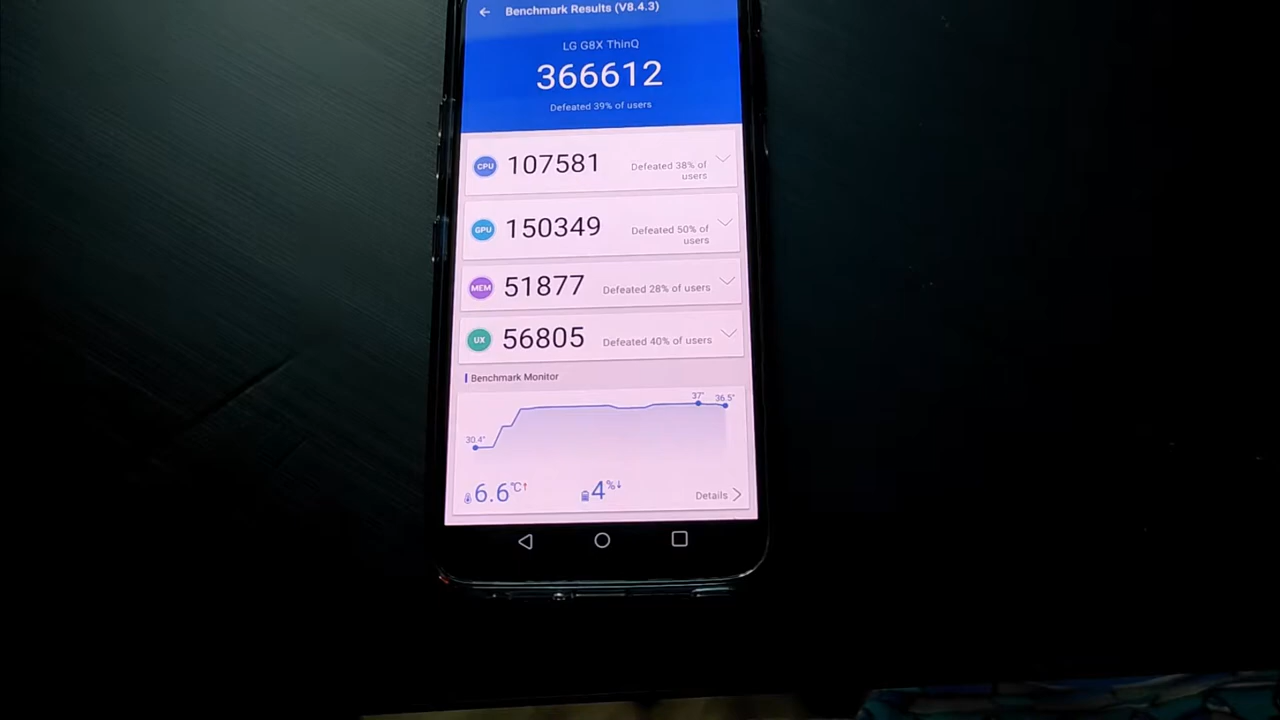 Benchmark Results (V8.4.3)
LG G8X ThinQ
366612
Defeated 39% of users
CPU 107581 Defeated 38% of
users
GPU 150349 Defeated 50% of
users
MEM 51877 Defeated 28% of users
UX 56805 Defeated 40% of users
Benchmark Monitor
37° 36.5°
30.4°
6.6℃↑ 4%↓ Details